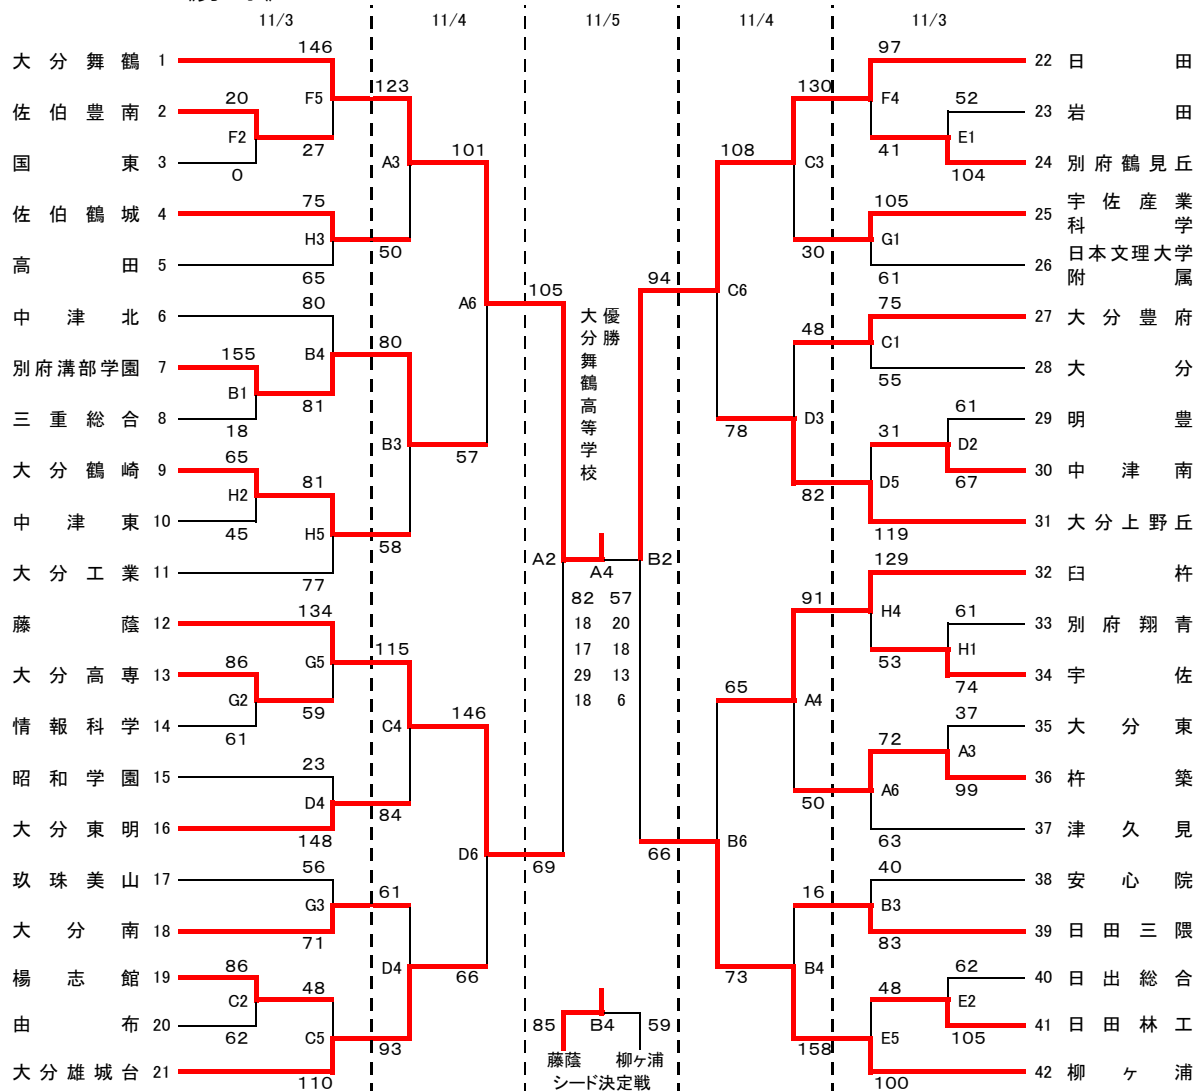 11/3 11/4 11/5 11/4 11/3
大分舞鶴 1
佐伯豊南 2
国東 3
佐伯鶴城 4
高田 5
中津北 6
別府溝部学園 7
三重総合 8
大分鶴崎 9
中津東 10
大分工業 11
藤蔭 12
大分高専 13
情報科学 14
昭和学園 15
大分東明 16
玖珠美山 17
大分南 18
楊志館 19
由布 20
大分雄城台 21
146
F5
20
F2
27
0
75
H3
65
80
B4
155
B1
81
18
65
H2
81
45
H5
77
134
G5
86
G2
59
61
23
D4
148
56
G3
71
86
C2
48
62
C5
110
123
A3
50
80
B3
58
115
C4
84
61
D4
93
101
A6
57
146
D6
66
105
A2
69
優勝
大分舞鶴高等学校
A4
82 57
18 20
17 18
29 13
18 6
85 B4 59
藤蔭 柳ヶ浦
シード決定戦
94
B2
66
108
C6
78
65
B6
73
130
C3
30
48
D3
82
91
A4
50
16
B4
158
97
F4
52
E1
41
104
105
G1
61
75
C1
55
61
31
D2
D5
67
119
129
H4
61
H1
53
74
37
72
A3
A6
99
63
40
B3
83
62
48
E2
E5
105
100
22 日田
23 岩田
24 別府鶴見丘
25 宇佐産業
科学
26 日本文理大学
附属
27 大分豊府
28 大分
29 明豊
30 中津南
31 大分上野丘
32 臼杵
33 別府翔青
34 宇佐
35 大分東
36 杵築
37 津久見
38 安心院
39 日田三隈
40 日出総合
41 日田林工
42 柳ヶ浦